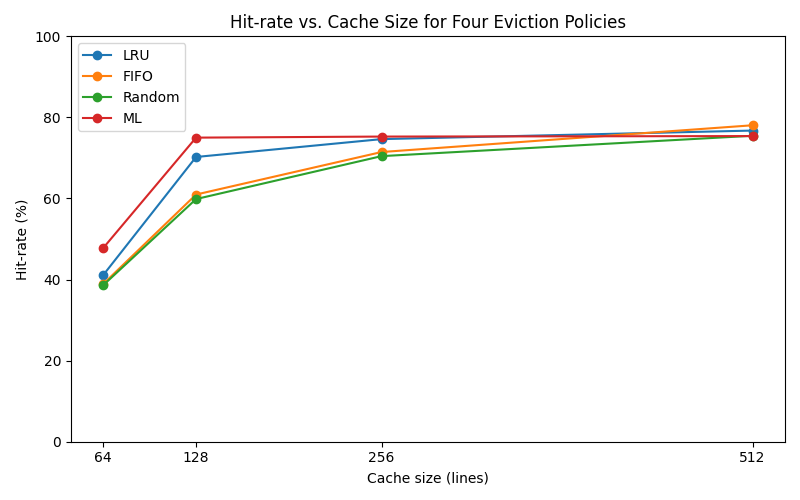 Hit-rate vs. Cache Size for Four Eviction Policies
LRU
FIFO
Random
ML
100
80
60
40
20
0
Hit-rate (%)
64 128 256 512
Cache size (lines)